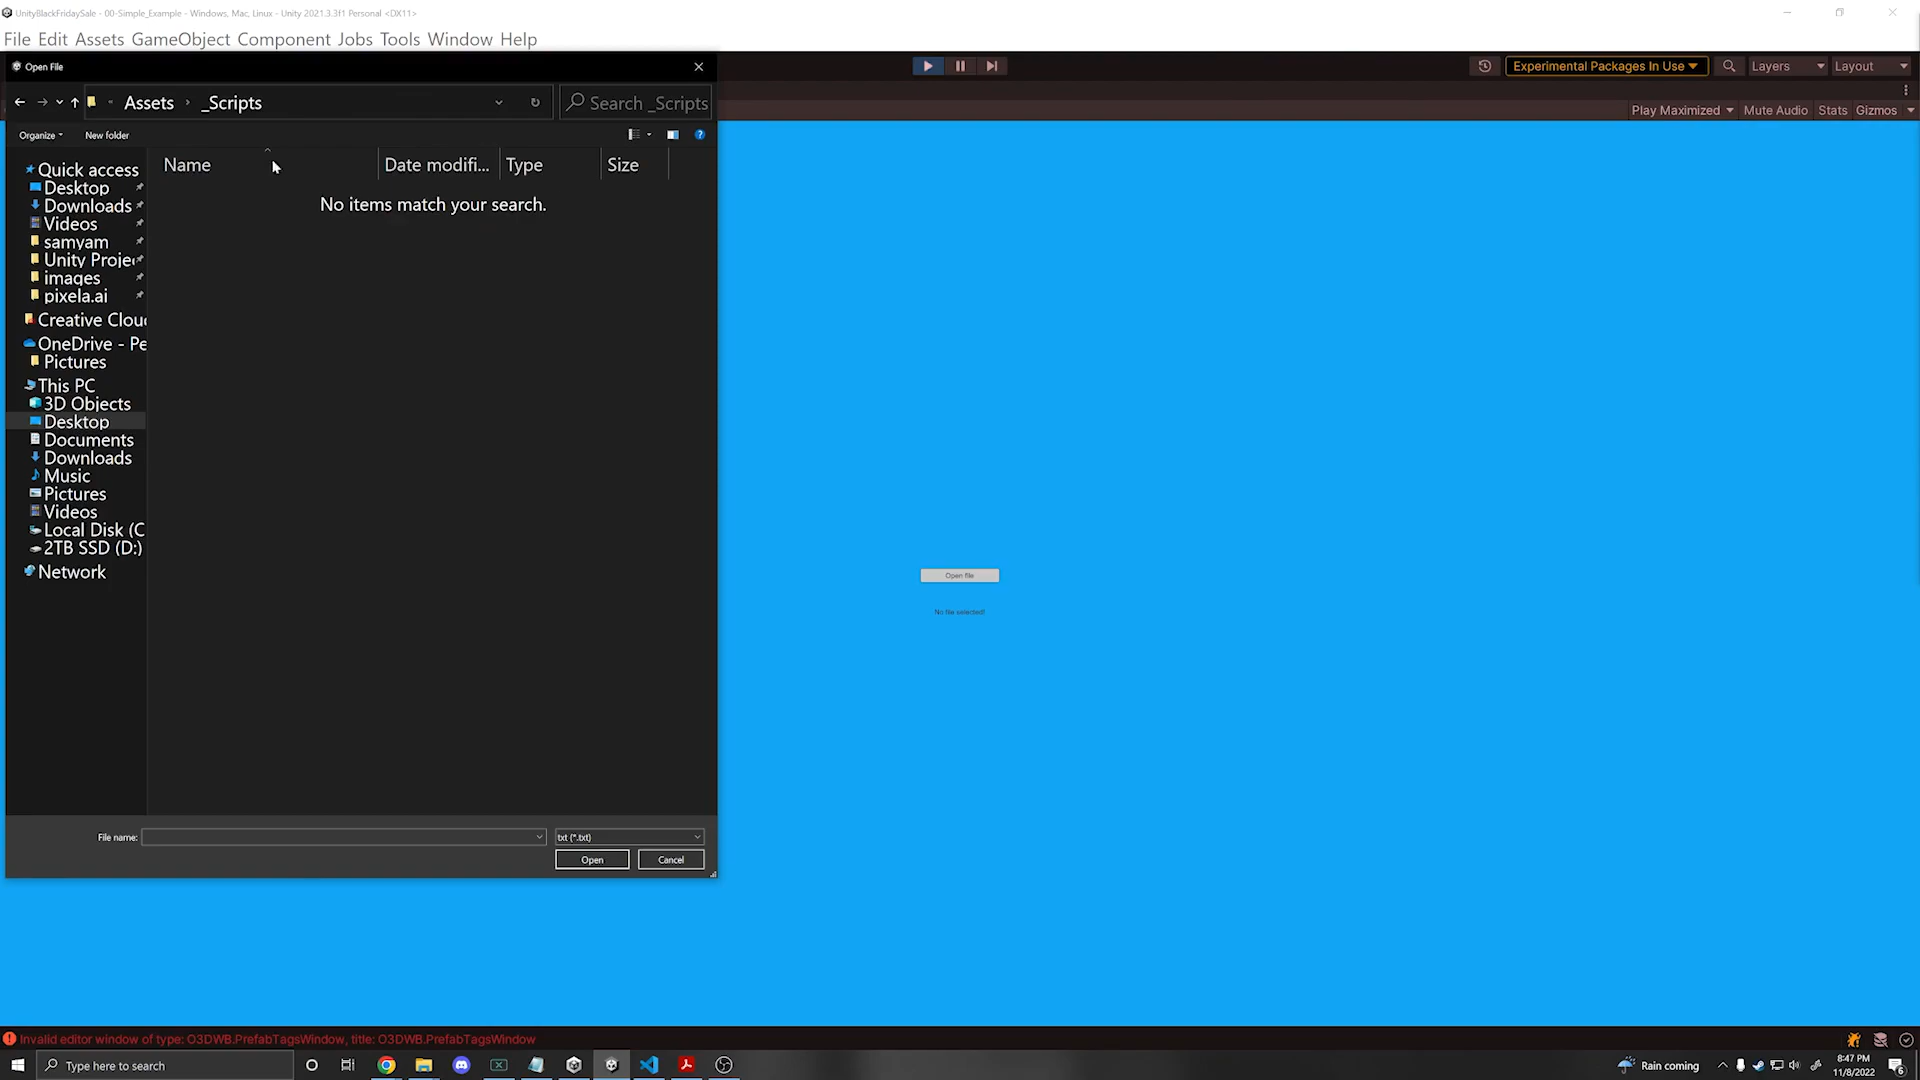 UnityBlackFridaySale - 00-Simple_Example - Windows, Mac, Linux - Unity 2021.3.3f1 Personal <DX11>
File Edit Assets GameObject Component Jobs Tools Window Help
Open File
Experimental Packages In Use
Layers
Layout
Assets
_Scripts
Search _Scripts
Play Maximized
Mute Audio
Stats
Gizmos
Organize
New folder
Name
Date modifi...
Type
Size
No items match your search.
Quick access
Desktop
Downloads
Videos
samyam
Unity Proje
images
pixela.ai
Creative Clou
OneDrive - Pe
Pictures
This PC
3D Objects
Desktop
Documents
Downloads
Music
Pictures
Videos
Local Disk (C
2TB SSD (D:)
Network
Open file
No file selected!
File name:
txt (*.txt)
Open
Cancel
Invalid editor window of type: O3DWB.PrefabTagsWindow, title: O3DWB.PrefabTagsWindow
Type here to search
Rain coming
8:47 PM
11/8/2022
6